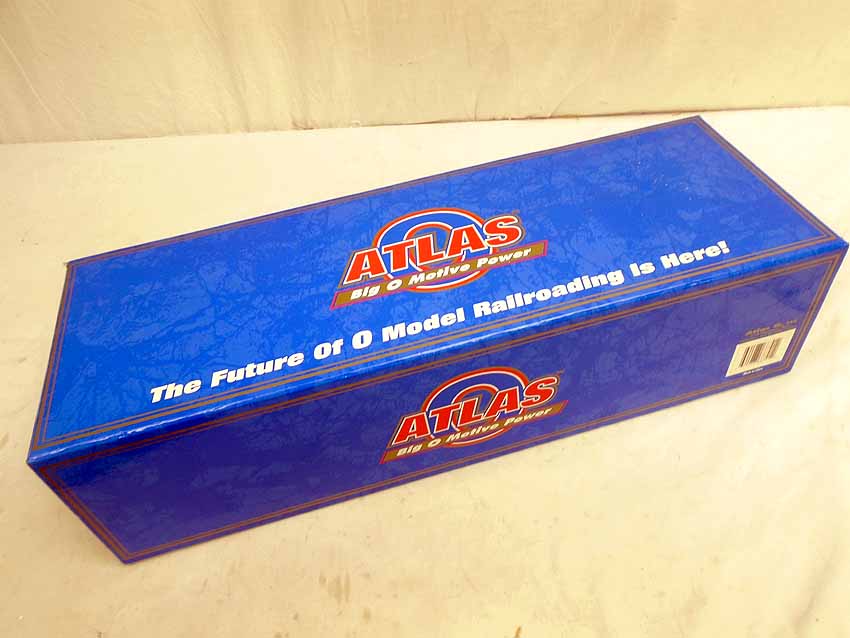 ATLAS
Big O Motive Power
The Future Of O Model Railroading Is Here!
ATLAS
Big O Motive Power